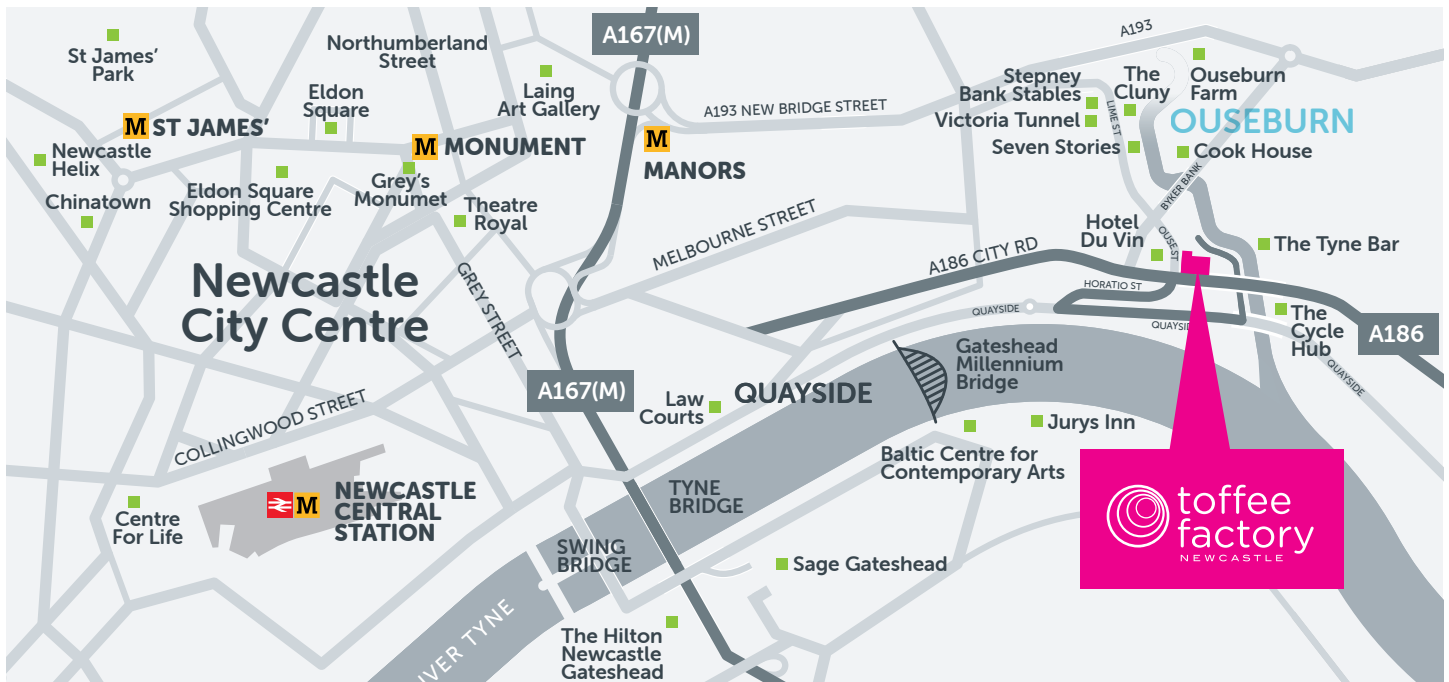 St James'
Park
Northumberland
Street
A167(M)
A193
Eldon
Square
Laing
Art Gallery
Stepney
Bank Stables
The
Cluny
Ouseburn
Farm
A193 NEW BRIDGE STREET
LIME ST
OUSEBURN
M ST JAMES'
M MONUMENT
M
MANORS
Victoria Tunnel
Seven Stories
Cook House
Newcastle
Helix
Chinatown
Eldon Square
Shopping Centre
Grey's
Monumet
Theatre
Royal
BYKER BANK
MELBOURNE STREET
Hotel
Du Vin
OUSE ST
The Tyne Bar
A186 CITY RD
Newcastle
City Centre
GREY STREET
HORATIO ST
QUAYSIDE
QUAYSIDE
The
Cycle
Hub
A186
QUAYSIDE
Gateshead
Millennium
Bridge
A167(M)
Law
Courts
QUAYSIDE
COLLINGWOOD STREET
Jurys Inn
Baltic Centre for
Contemporary Arts
M
NEWCASTLE
CENTRAL
STATION
Centre
For Life
TYNE
BRIDGE
SWING
BRIDGE
toffee
factory
NEWCASTLE
Sage Gateshead
IVER TYNE
The Hilton
Newcastle
Gateshead